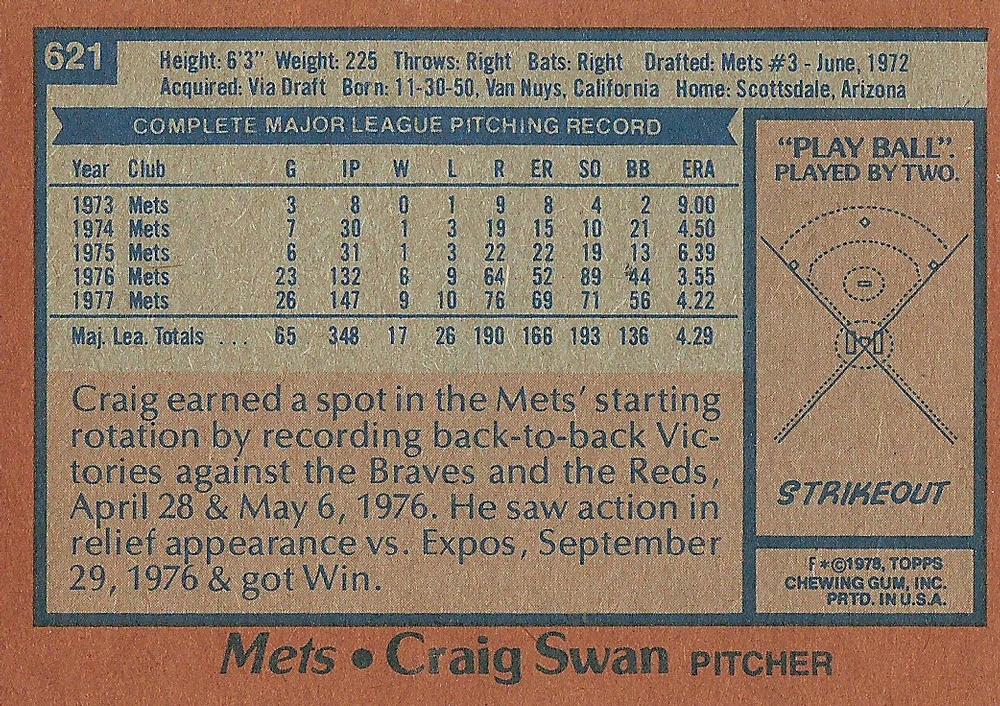 621
Height: 6'3" Weight: 225 Throws: Right Bats: Right Drafted: Mets #3 - June, 1972
Acquired: Via Draft Born: 11-30-50, Van Nuys, California Home: Scottsdale, Arizona
COMPLETE MAJOR LEAGUE PITCHING RECORD
Year Club G IP W L R ER SO BB ERA
1973 Mets 3 8 0 1 9 8 4 2 9.00
1974 Mets 7 30 1 3 19 15 10 21 4.50
1975 Mets 6 31 1 3 22 22 19 13 6.39
1976 Mets 23 132 6 9 64 52 89 44 3.55
1977 Mets 26 147 9 10 76 69 71 56 4.22
Maj. Lea. Totals ... 65 348 17 26 190 166 193 136 4.29
Craig earned a spot in the Mets' starting
rotation by recording back-to-back Vic-
tories against the Braves and the Reds,
April 28 & May 6, 1976. He saw action in
relief appearance vs. Expos, September
29, 1976 & got Win.
"PLAY BALL".
PLAYED BY TWO.
STRIKEOUT
F*©1978, TOPPS
CHEWING GUM, INC.
PRTD. IN U.S.A.
Mets • Craig Swan PITCHER